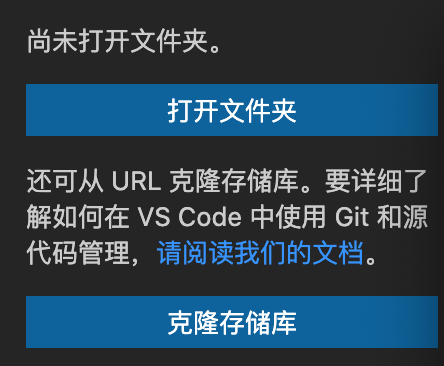 尚未打开文件夹。
打开文件夹
还可从 URL 克隆存储库。要详细了
解如何在 VS Code 中使用 Git 和源
代码管理，请阅读我们的文档。
克隆存储库